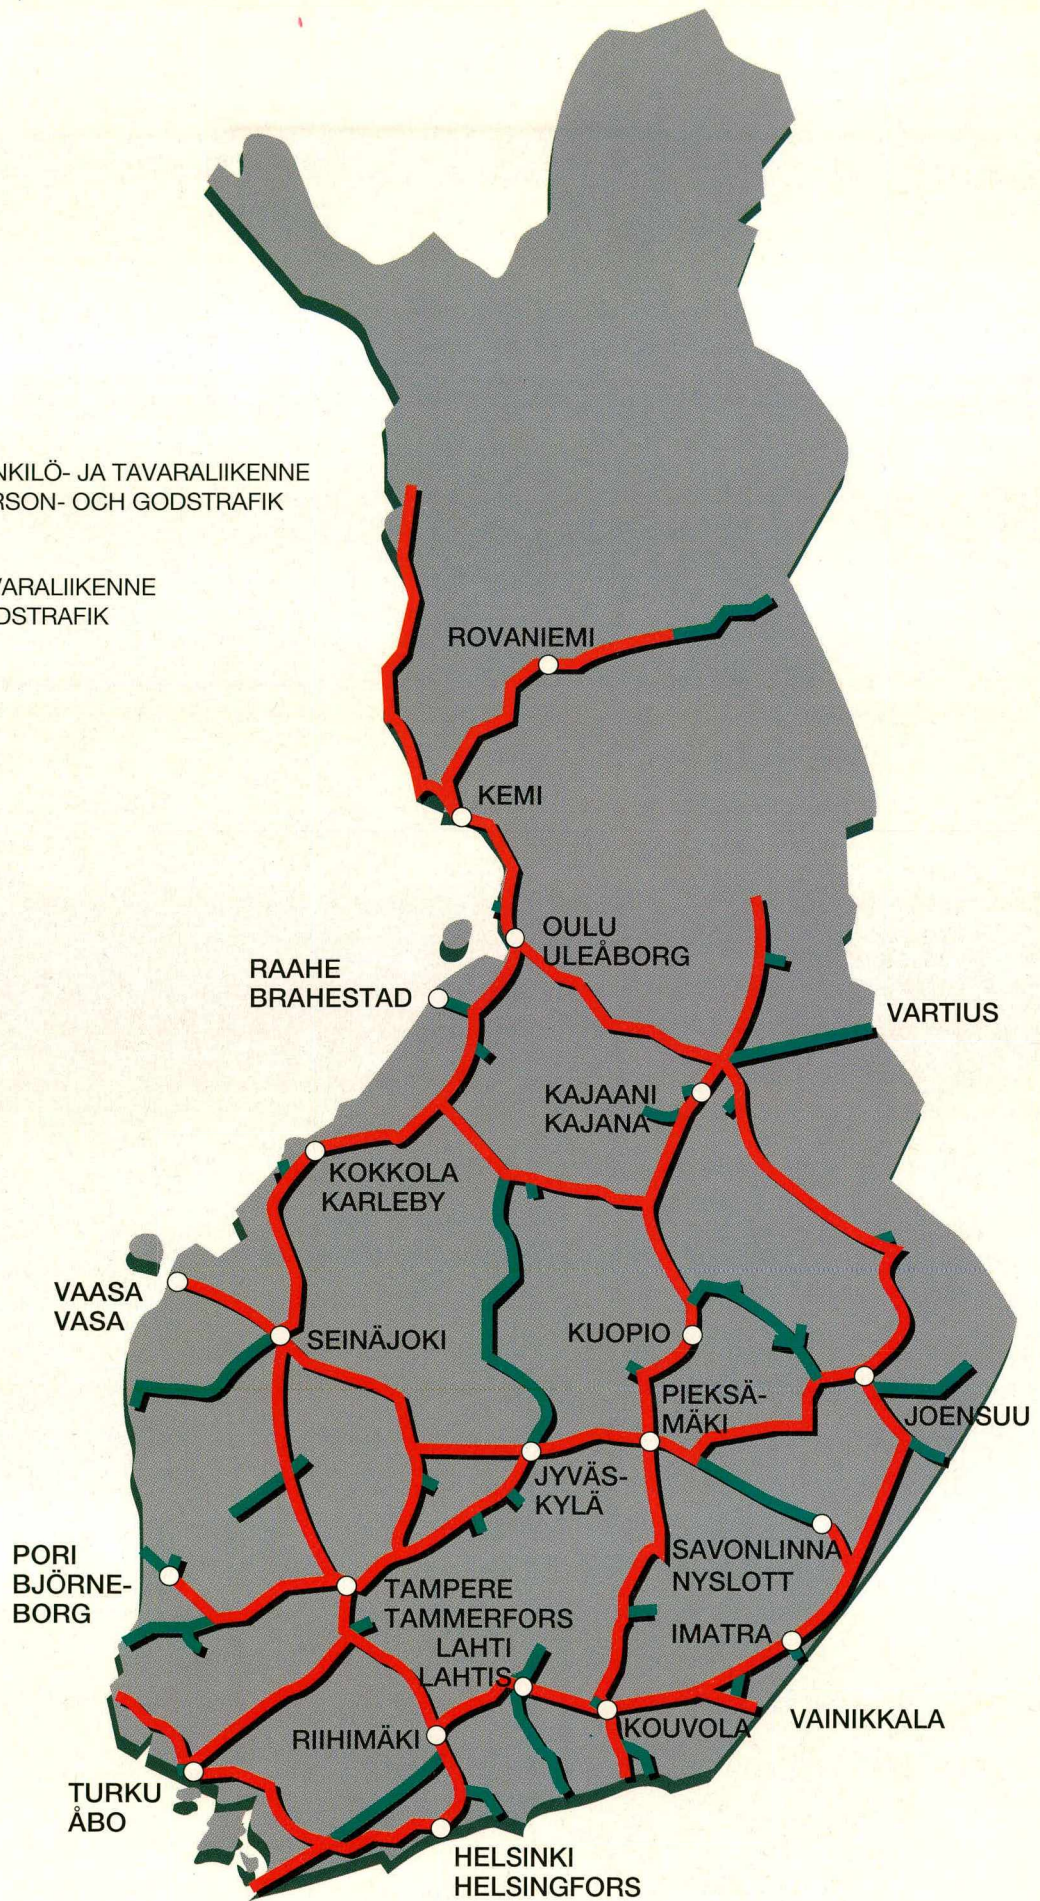 NKILÖ- JA TAVARALIIKENNE
RSON- OCH GODSTRAFIK
VARALIIKENNE
DSTRAFIK
ROVANIEMI
KEMI
OULU
ULEÅBORG
RAAHE
BRAHESTAD
VARTIUS
KAJAANI
KAJANA
KOKKOLA
KARLEBY
VAASA
VASA
SEINÄJOKI
KUOPIO
PIEKSÄ-
MÄKI
JOENSUU
JYVÄS-
KYLÄ
PORI
BJÖRNE-
BORG
SAVONLINNA
NYSLOTT
TAMPERE
TAMMERFORS
LAHTI
LAHTIS
IMATRA
RIIHIMÄKI
KOUVOLA
VAINIKKALA
TURKU
ÅBO
HELSINKI
HELSINGFORS